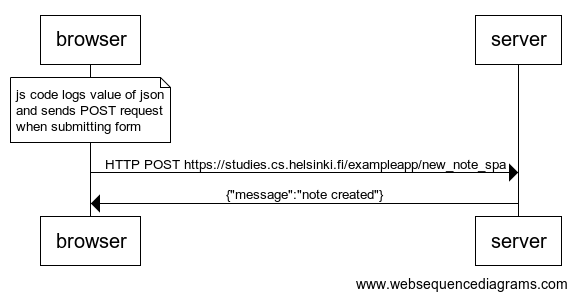 browser
server
js code logs value of json
and sends POST request
when submitting form
HTTP POST https://studies.cs.helsinki.fi/exampleapp/new_note_spa
{"message":"note created"}
browser
server
www.websequencediagrams.com